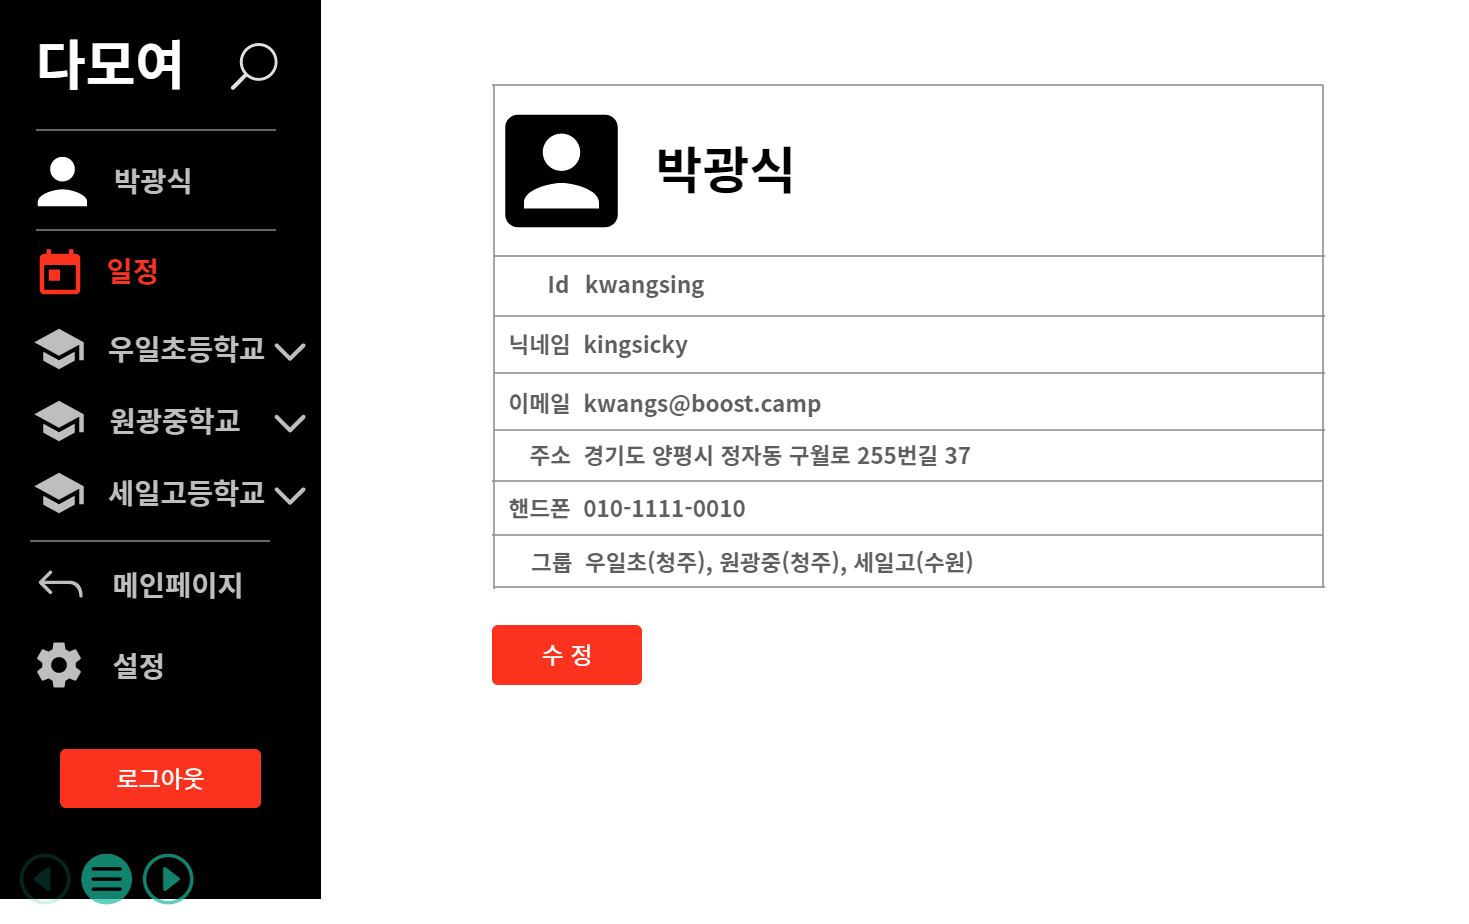 다모여
박광식
일정
우일초등학교
원광중학교
세일고등학교
메인페이지
설정
로그아웃
박광식
Id kwangsing
닉네임 kingsicky
이메일 kwangs@boost.camp
주소 경기도 양평시 정자동 구월로 255번길 37
핸드폰 010-1111-0010
그룹 우일초(청주), 원광중(청주), 세일고(수원)
수 정